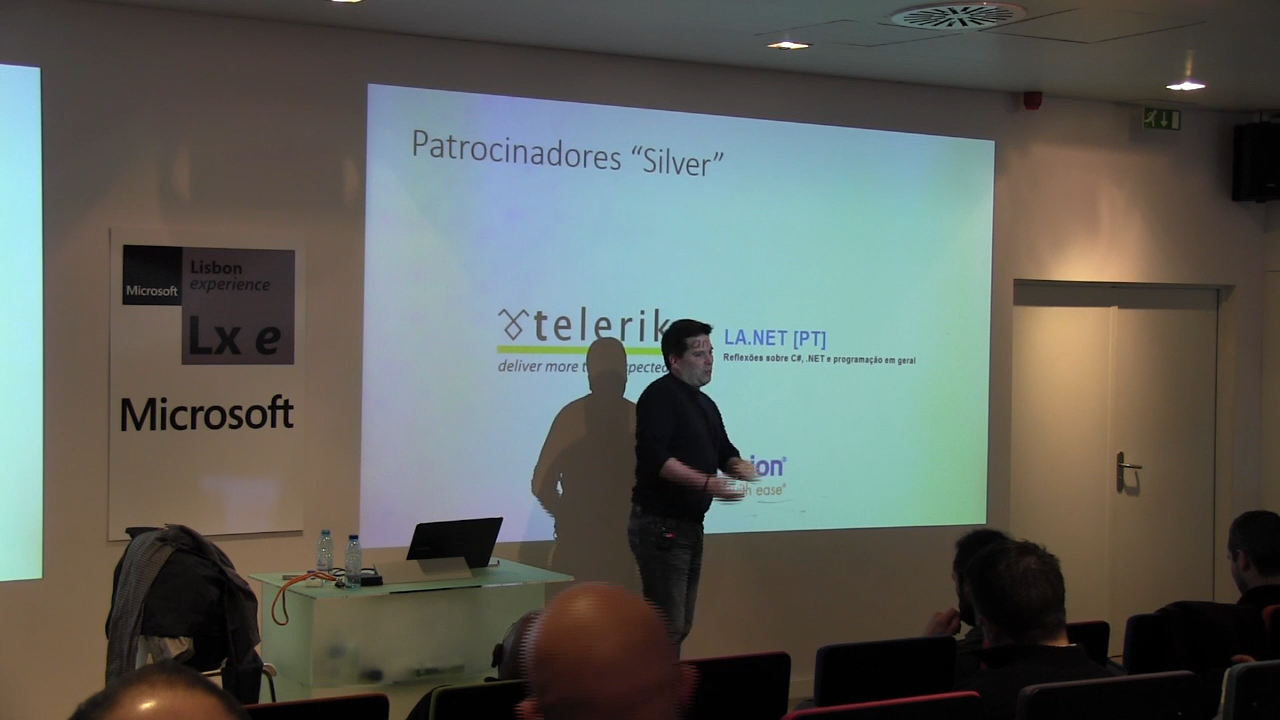 Patrocinadores “Silver”
Microsoft
Lisbon
experience
Lx e
Microsoft
telerik
deliver more
LA.NET [PT]
Reflexões sobre C#, .NET e programação em geral
ease®